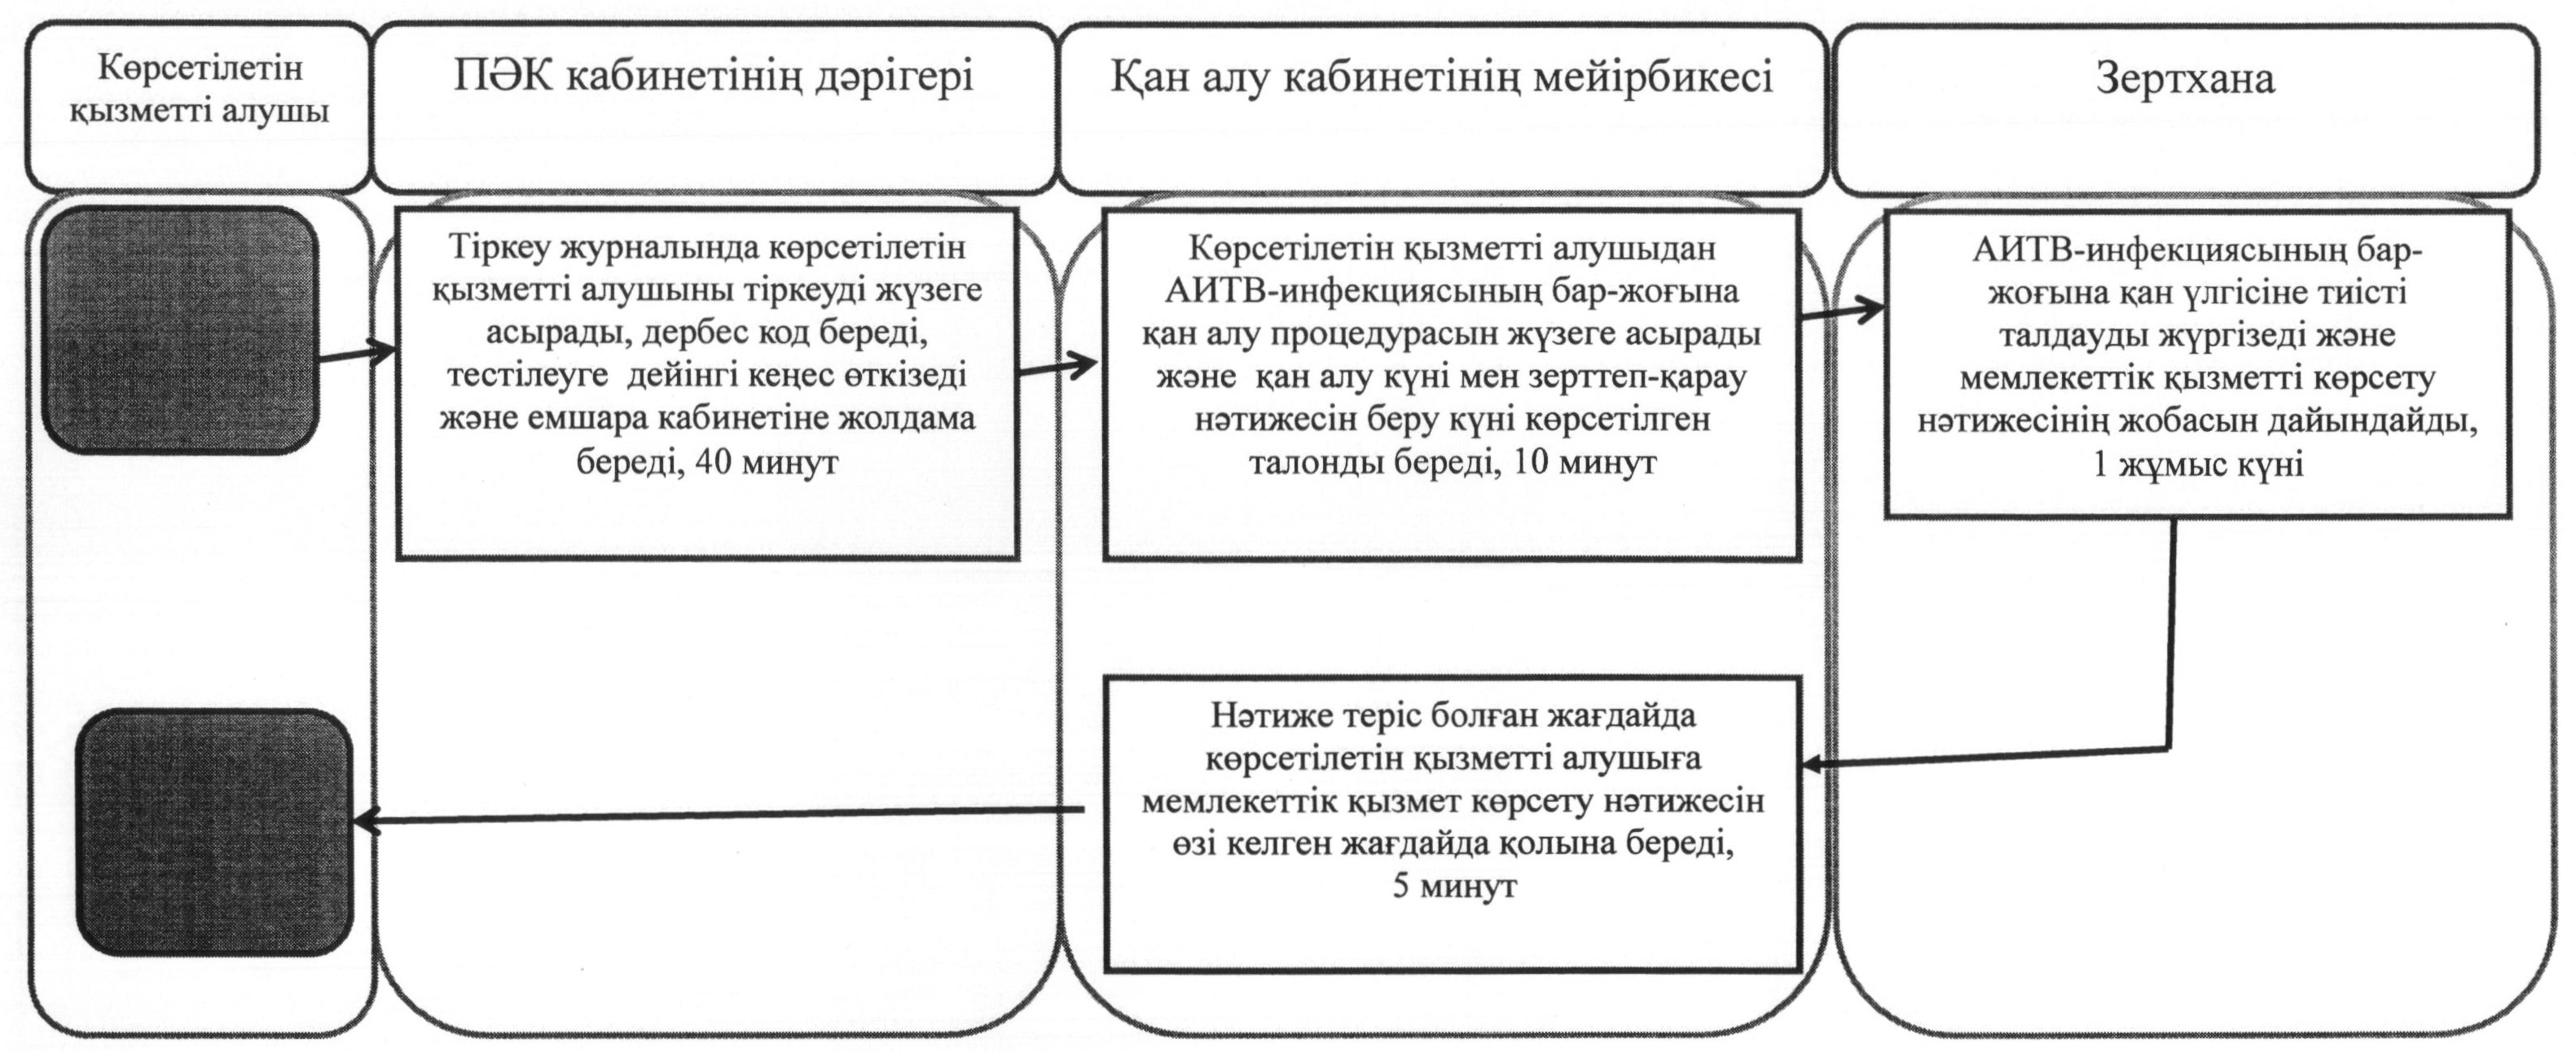 Көрсетілетін
қызметті алушы
ПӘК кабинетінің дәрігері
Қан алу кабинетінің мейірбикесі
Зертхана
Тіркеу журналында көрсетілетін
қызметті алушыны тіркеуді жүзеге
асырады, дербес код береді,
тестілеуге  дейінгі кеңес өткізеді
және емшара кабинетіне жолдама
береді, 40 минут
Көрсетілетін қызметті алушыдан
АИТВ-инфекциясының бар-жоғына
қан алу процедурасын жүзеге асырады
және  қан алу күні мен зерттеп-қарау
нәтижесін беру күні көрсетілген
талонды береді, 10 минут
АИТВ-инфекциясының бар-
жоғына қан үлгісіне тиісті
талдауды жүргізеді және
мемлекеттік қызметті көрсету
нәтижесінің жобасын дайындайды,
1 жұмыс күні
Нәтиже теріс болған жағдайда
көрсетілетін қызметті алушыға
мемлекеттік қызмет көрсету нәтижесін
өзі келген жағдайда қолына береді,
5 минут